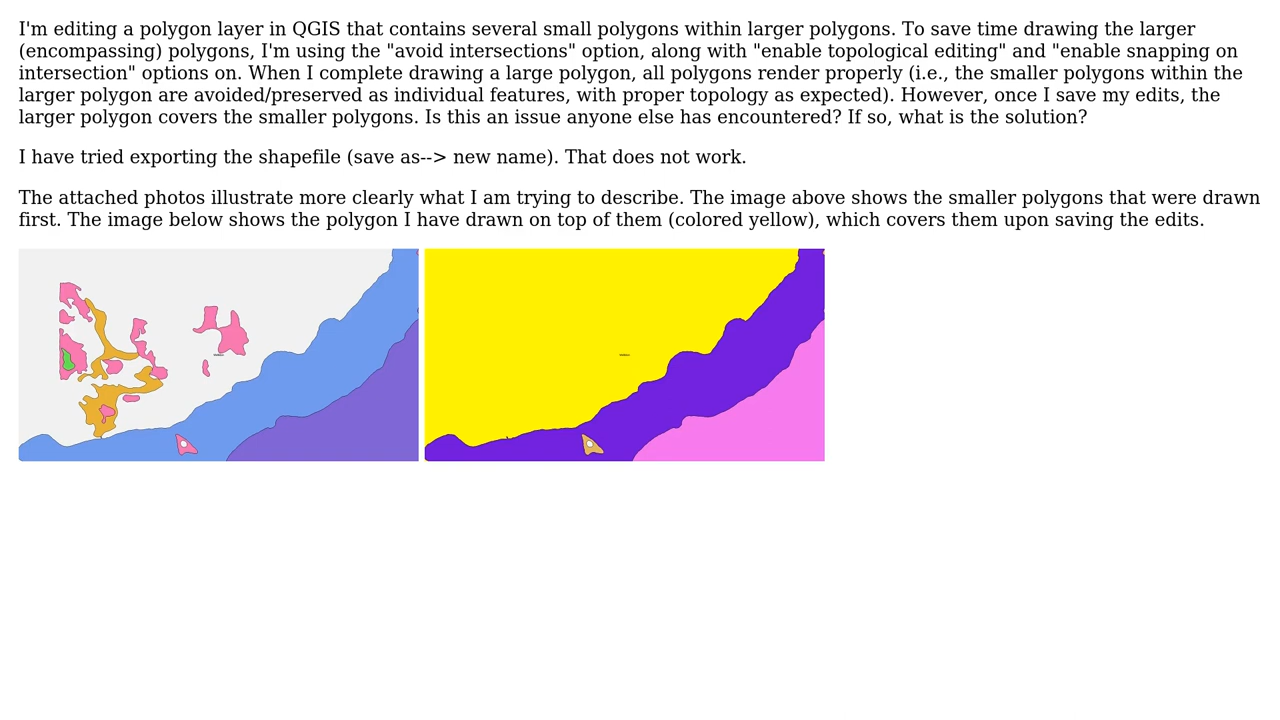 I'm editing a polygon layer in QGIS that contains several small polygons within larger polygons. To save time drawing the larger
(encompassing) polygons, I'm using the "avoid intersections" option, along with "enable topological editing" and "enable snapping on
intersection" options on. When I complete drawing a large polygon, all polygons render properly (i.e., the smaller polygons within the
larger polygon are avoided/preserved as individual features, with proper topology as expected). However, once I save my edits, the
larger polygon covers the smaller polygons. Is this an issue anyone else has encountered? If so, what is the solution?
I have tried exporting the shapefile (save as--> new name). That does not work.
The attached photos illustrate more clearly what I am trying to describe. The image above shows the smaller polygons that were drawn
first. The image below shows the polygon I have drawn on top of them (colored yellow), which covers them upon saving the edits.